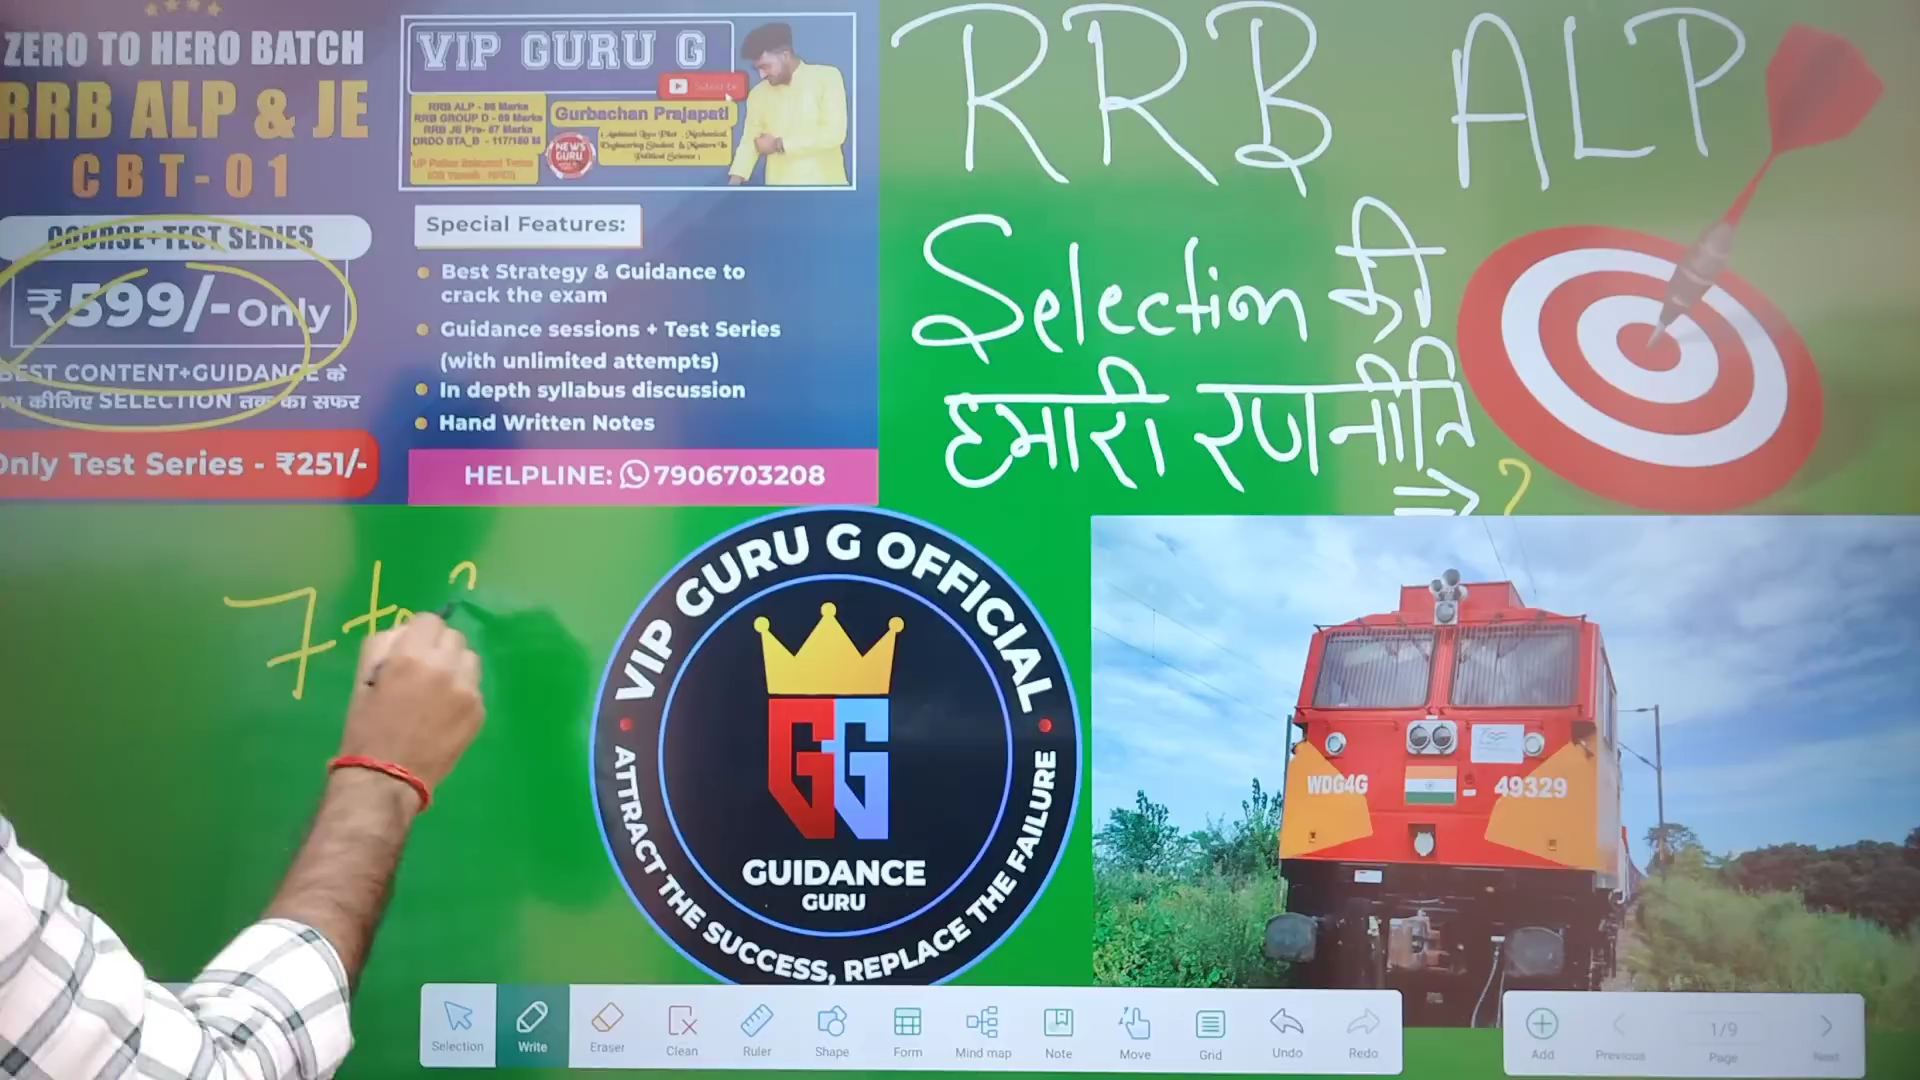 ZERO TO HERO BATCH
RRB ALP & JE
CBT-01
COURSE+TEST SERIES
₹599/- Only
BEST CONTENT+GUIDANCE के
कीजिए SELECTION तक का सफर
Only Test Series - ₹251/-
VIP GURU G
Subscribe
RRB ALP - 86 Marks
RRB GROUP D - 89 Marks
RRB JE Pre- 87 Marks
DRDO STA_B - 117/150 M
Gurbachan Prajapati
NEWS GURU
Special Features:
Best Strategy & Guidance to
crack the exam
Guidance sessions + Test Series
(with unlimited attempts)
In depth syllabus discussion
Hand Written Notes
HELPLINE: 7906703208
RRB ALP
Selection की
हमारी रणनीति
⇒ ?
7 to
VIP GURU G OFFICIAL
GG
GUIDANCE
GURU
ATTRACT THE SUCCESS, REPLACE THE FAILURE
WDG4G 49329
Selection Write Eraser Clean Ruler Shape Form Mind map Note Move Grid Undo Redo
Add Previous 1/9 Page Next